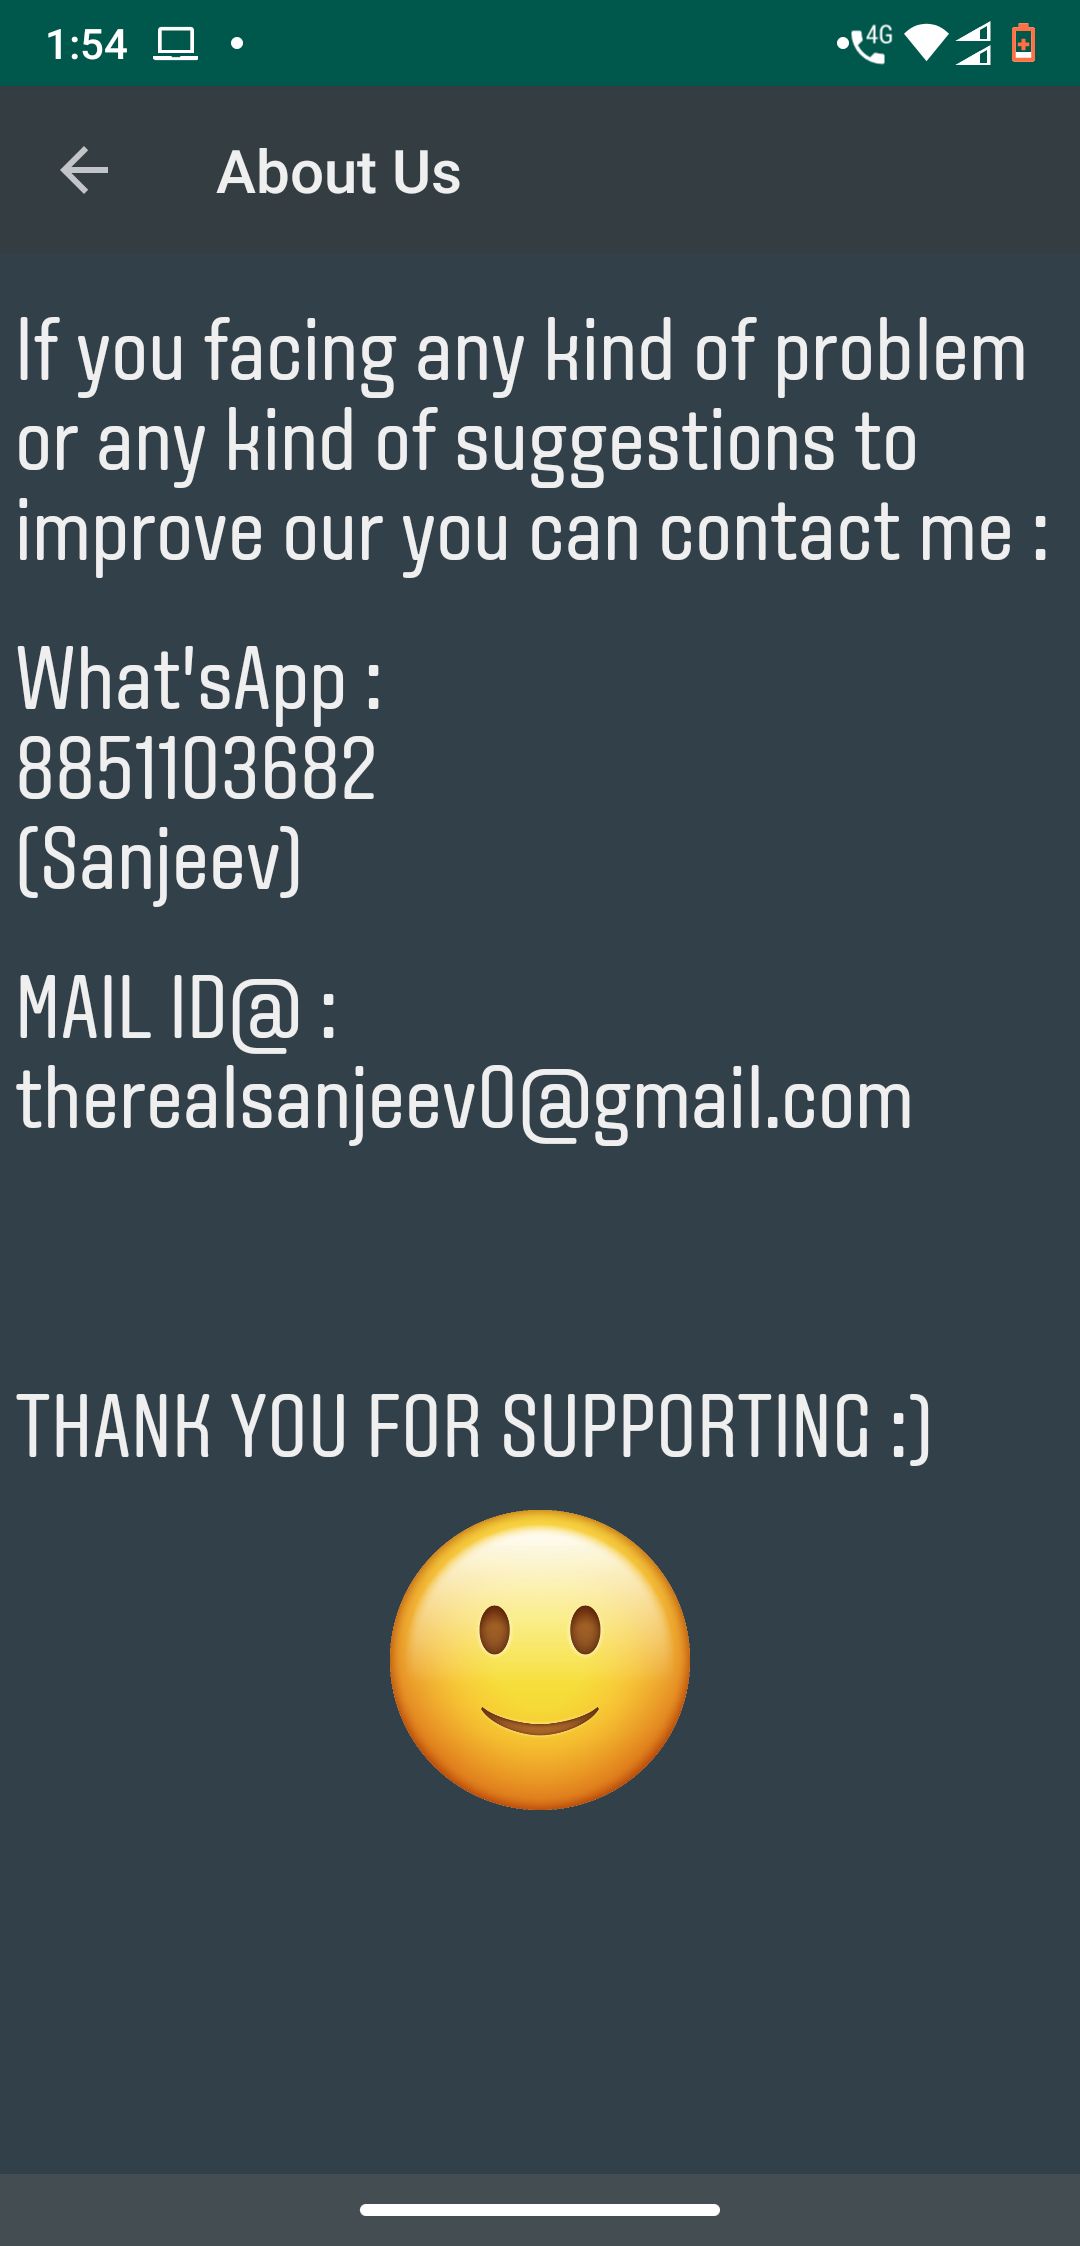 1:54
4G
About Us
If you facing any kind of problem
or any kind of suggestions to
improve our you can contact me :
What'sApp :
8851103682
(Sanjeev)
MAIL ID@ :
therealsanjeev0@gmail.com
THANK YOU FOR SUPPORTING :)